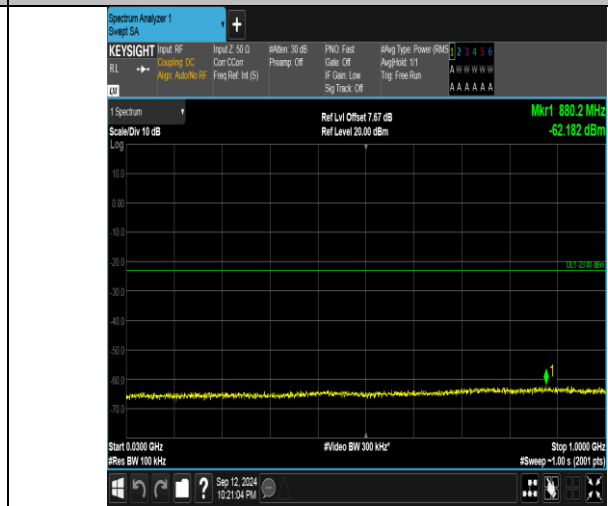 Spectrum Analyzer 1
Swept SA
+
KEYSIGHT Input: RF Input Z: 50 Ω #Atten: 30 dB PNO: Fast #Avg Type: Power (RMS 1 2 3 4 5 6
RL Coupling: DC Corr CCorr Preamp: Off Gate: Off Avg|Hold: 1/1 A W W W W W
Align: Auto/No RF Freq Ref: Int (S) IF Gain: Low Trig: Free Run
Sig Track: Off A A A A A A
1 Spectrum Ref Lvl Offset 7.67 dB Mkr1 880.2 MHz
Scale/Div 10 dB Ref Level 20.00 dBm -62.182 dBm
Log
10.0
0.00
-10.0
-20.0 DL1 -23.00 dBm
-30.0
-40.0
-50.0
-60.0 1
-70.0
Start 0.0300 GHz #Video BW 300 kHz* Stop 1.0000 GHz
#Res BW 100 kHz #Sweep ~1.00 s (2001 pts)
? Sep 12, 2024
10:21:04 PM